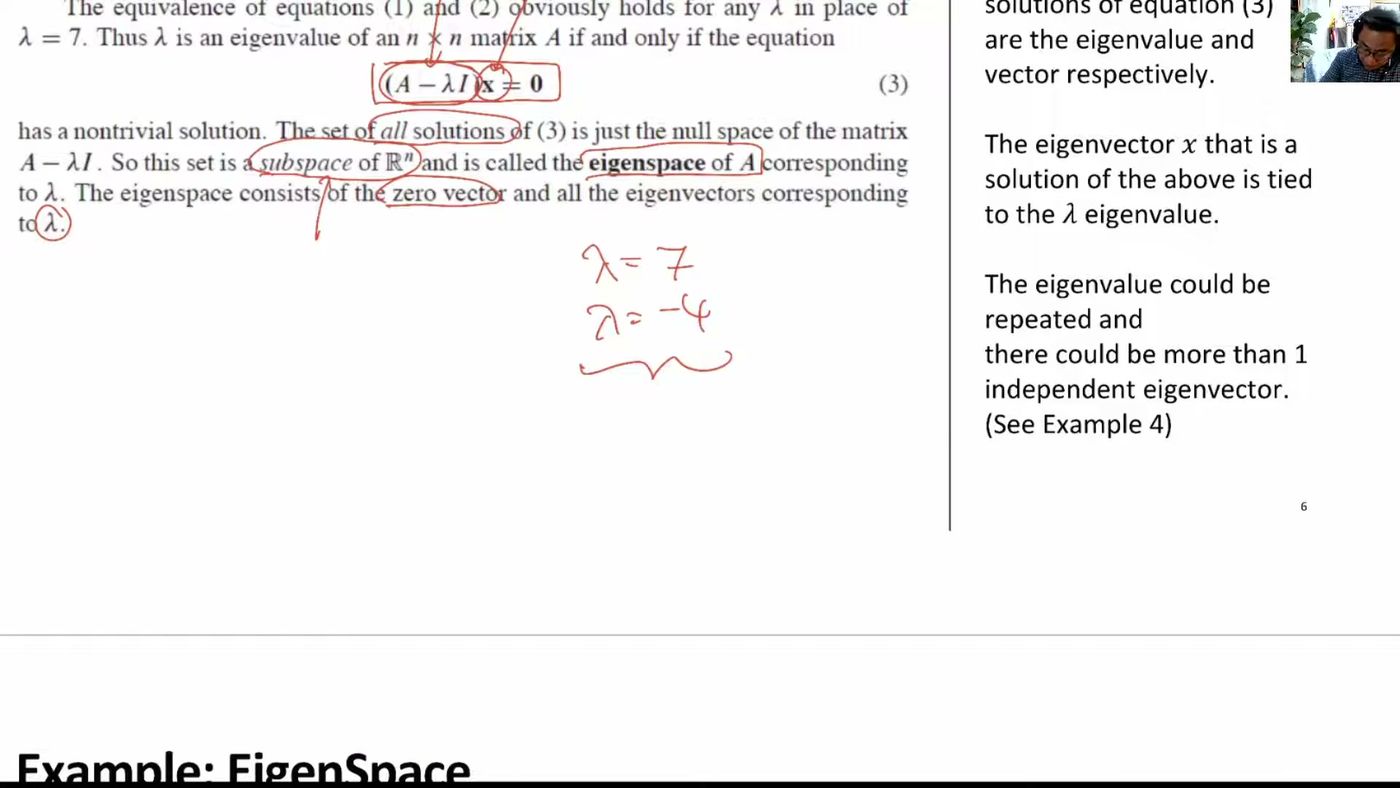 The equivalence of equations (1) and (2) obviously holds for any λ in place of
λ = 7. Thus λ is an eigenvalue of an n × n matrix A if and only if the equation
(A − λI)x = 0 (3)
has a nontrivial solution. The set of all solutions of (3) is just the null space of the matrix
A − λI. So this set is a subspace of ℝⁿ and is called the eigenspace of A corresponding
to λ. The eigenspace consists of the zero vector and all the eigenvectors corresponding
to λ.
λ = 7
λ = -4
solutions of equation (3)
are the eigenvalue and
vector respectively.
The eigenvector x that is a
solution of the above is tied
to the λ eigenvalue.
The eigenvalue could be
repeated and
there could be more than 1
independent eigenvector.
(See Example 4)
6
Example: EigenSpace